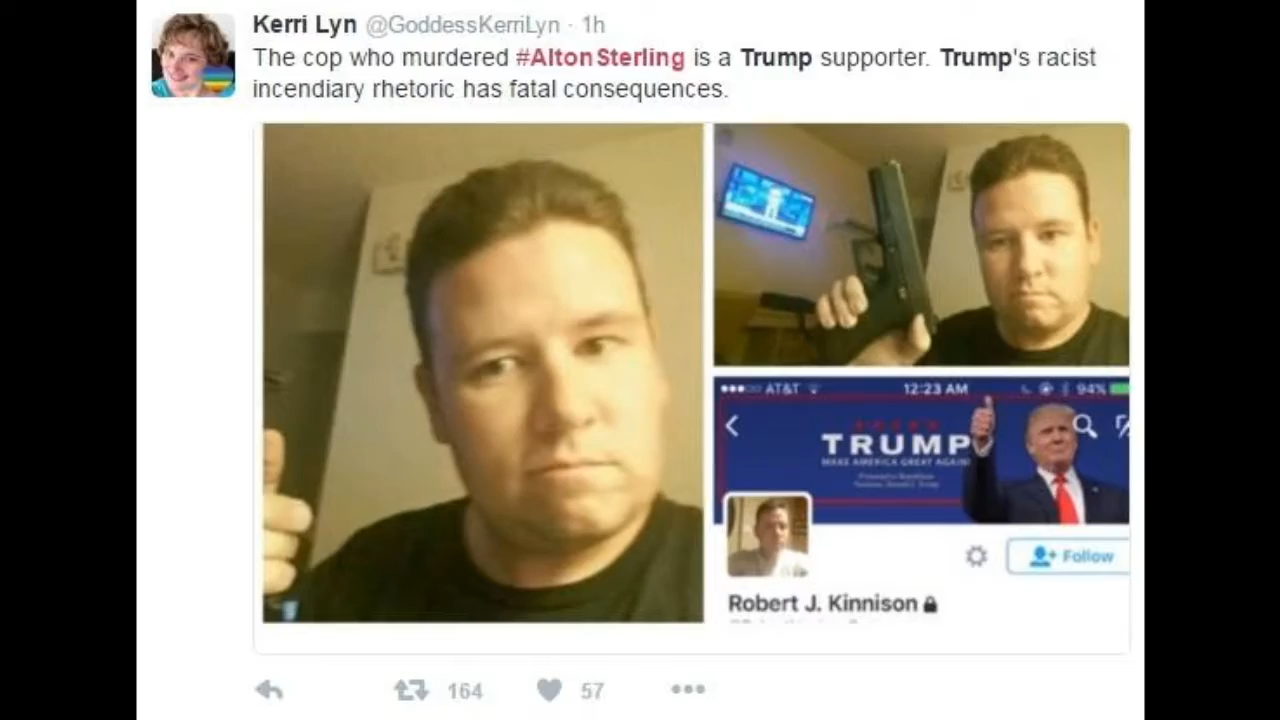 Kerri Lyn @GoddessKerriLyn · 1h
The cop who murdered #AltonSterling is a Trump supporter. Trump's racist
incendiary rhetoric has fatal consequences.
AT&T 12:23 AM 94%
TRUMP
MAKE AMERICA GREAT AGAIN
Follow
Robert J. Kinnison
164 57